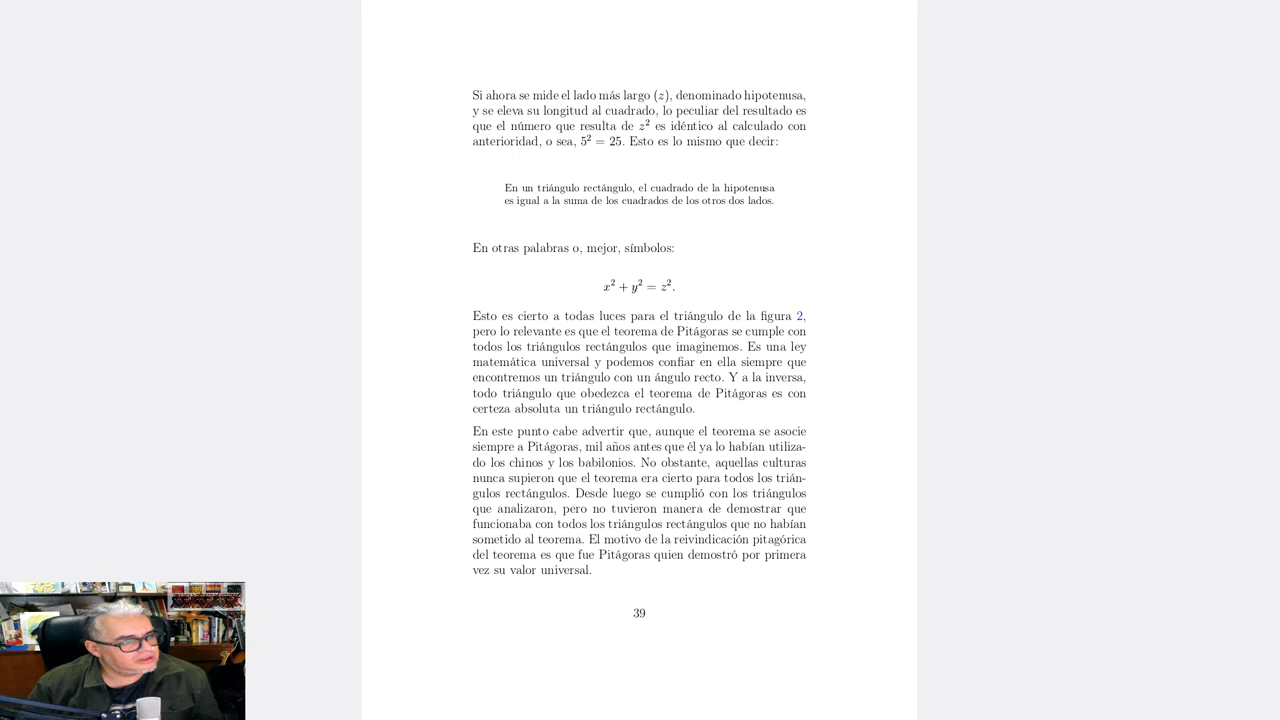 Si ahora se mide el lado más largo (z), denominado hipotenusa,
y se eleva su longitud al cuadrado, lo peculiar del resultado es
que el número que resulta de z² es idéntico al calculado con
anterioridad, o sea, 5² = 25. Esto es lo mismo que decir:
En un triángulo rectángulo, el cuadrado de la hipotenusa
es igual a la suma de los cuadrados de los otros dos lados.
En otras palabras o, mejor, símbolos:
x² + y² = z².
Esto es cierto a todas luces para el triángulo de la figura 2,
pero lo relevante es que el teorema de Pitágoras se cumple con
todos los triángulos rectángulos que imaginemos. Es una ley
matemática universal y podemos confiar en ella siempre que
encontremos un triángulo con un ángulo recto. Y a la inversa,
todo triángulo que obedezca el teorema de Pitágoras es con
certeza absoluta un triángulo rectángulo.
En este punto cabe advertir que, aunque el teorema se asocie
siempre a Pitágoras, mil años antes que él ya lo habían utiliza-
do los chinos y los babilonios. No obstante, aquellas culturas
nunca supieron que el teorema era cierto para todos los trián-
gulos rectángulos. Desde luego se cumplió con los triángulos
que analizaron, pero no tuvieron manera de demostrar que
funcionaba con todos los triángulos rectángulos que no habían
sometido al teorema. El motivo de la reivindicación pitagórica
del teorema es que fue Pitágoras quien demostró por primera
vez su valor universal.
39